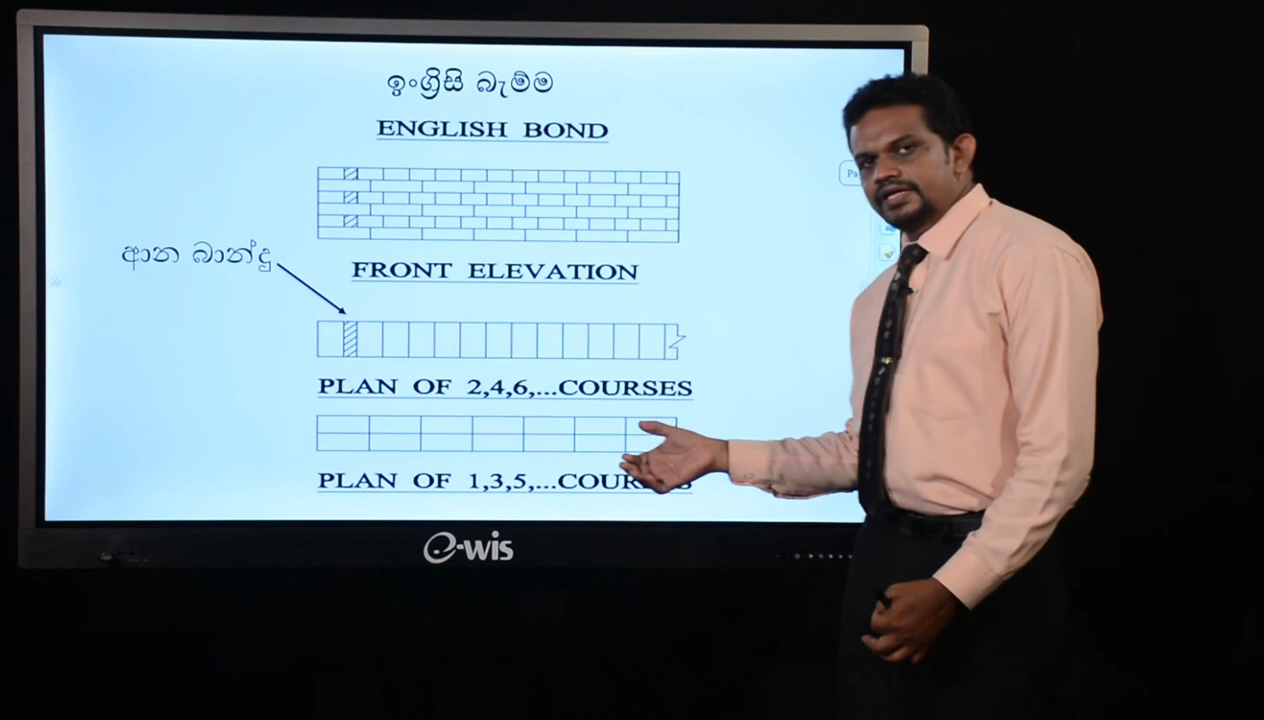 ඉංග්‍රිසි බැම්ම
ENGLISH BOND
ආන බාන්දු
FRONT ELEVATION
PLAN OF 2,4,6,...COURSES
PLAN OF 1,3,5,...COURSES
e-wis